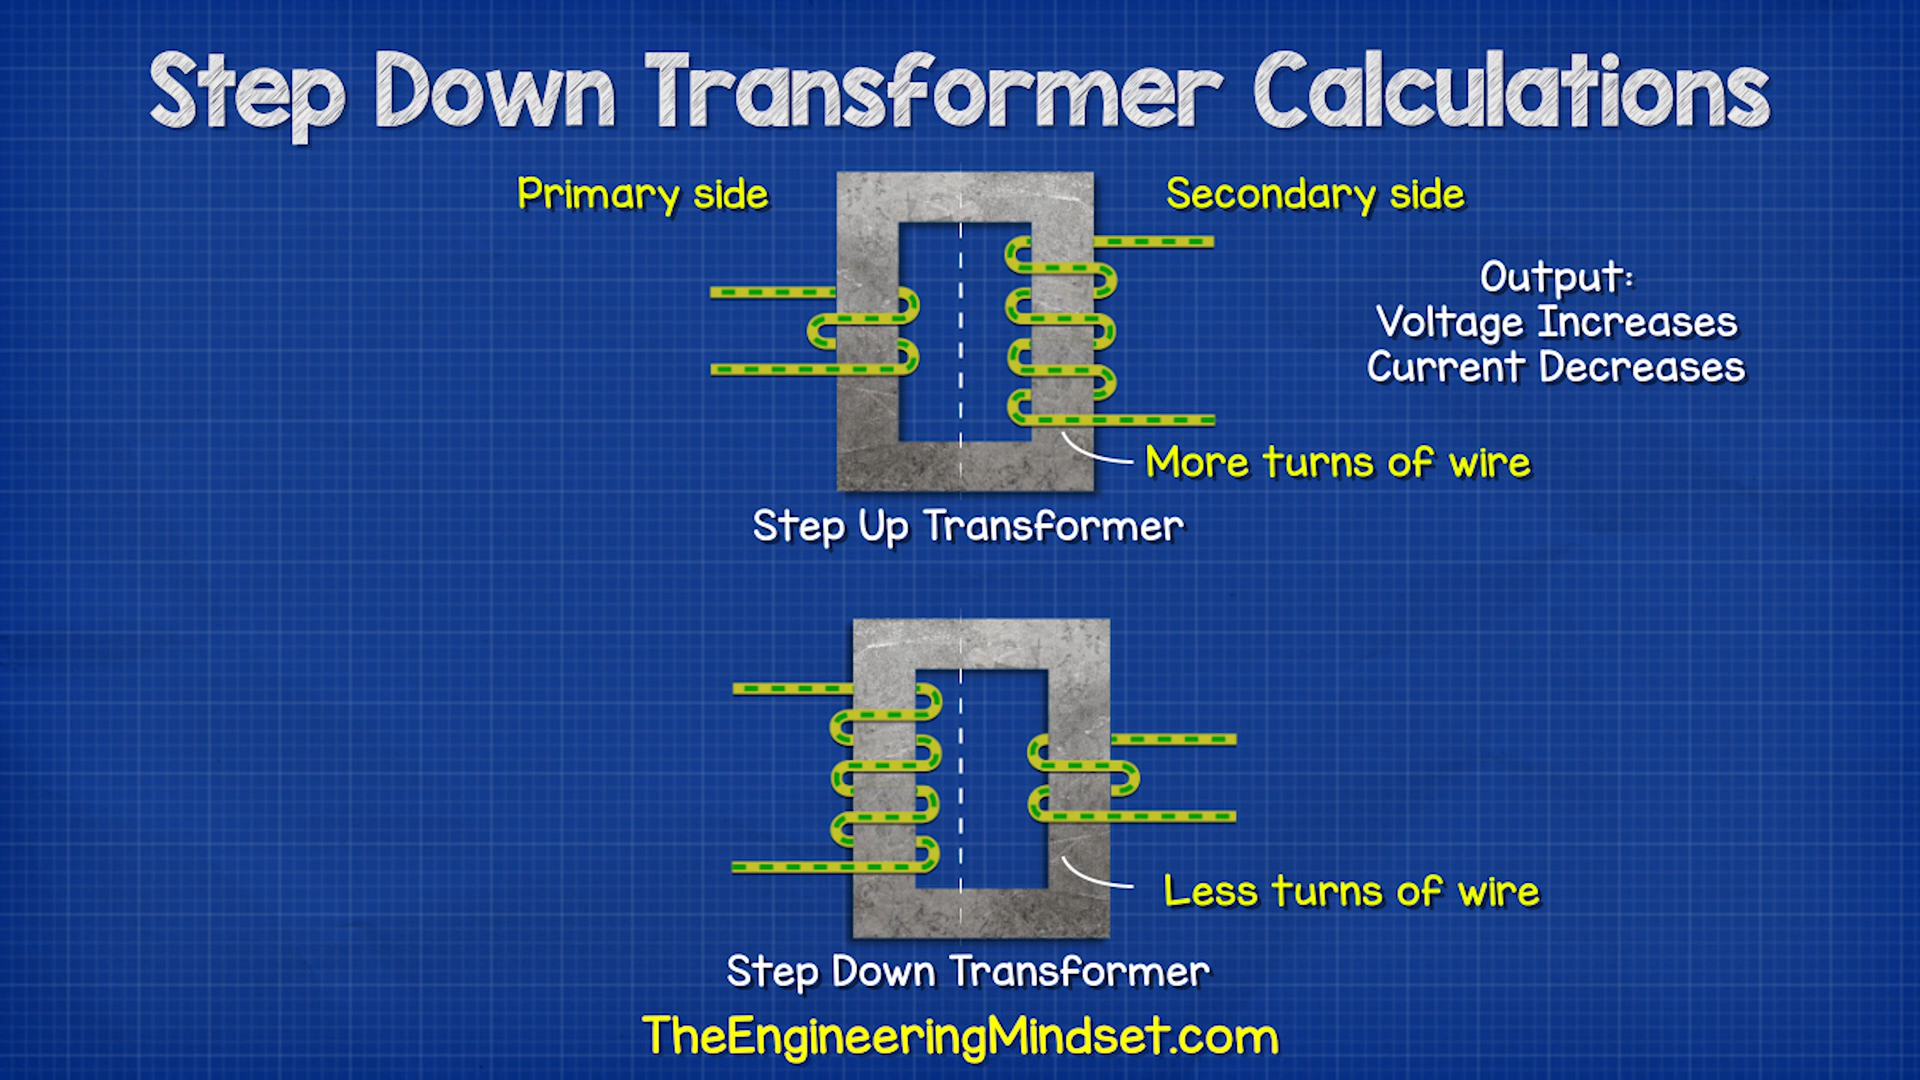 Step Down Transformer Calculations
Primary side
Secondary side
Output:
Voltage Increases
Current Decreases
More turns of wire
Step Up Transformer
Less turns of wire
Step Down Transformer
TheEngineeringMindset.com